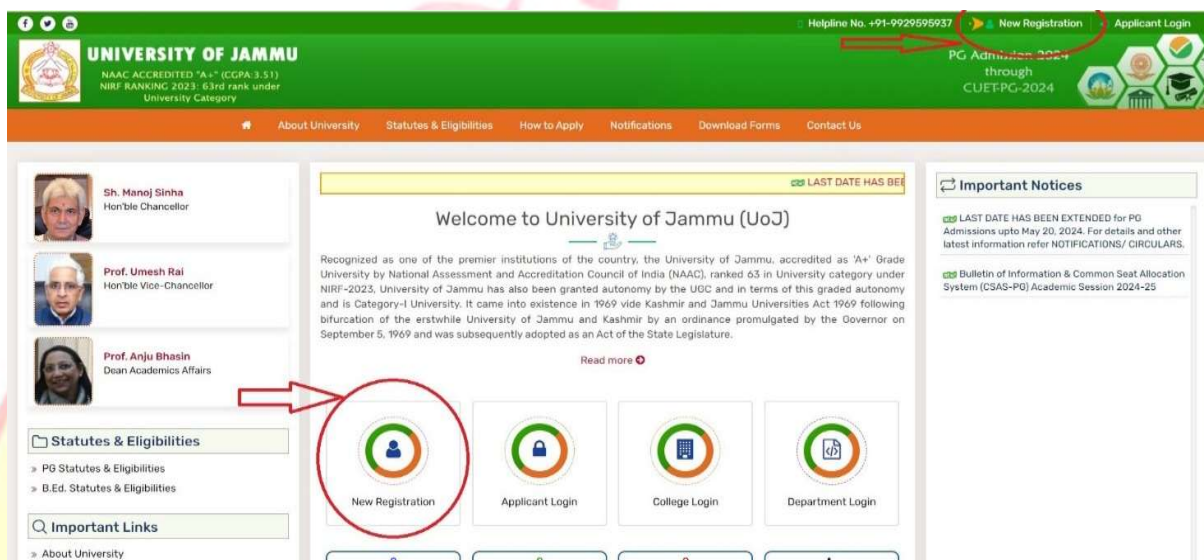 Helpline No. +91-9929595937
New Registration
Applicant Login
UNIVERSITY OF JAMMU
NAAC ACCREDITED "A+" (CGPA:3.51)
NIRF RANKING 2023: 63rd rank under
University Category
PG Admission 2024
through
CUET-PG-2024
About University
Statutes & Eligibilities
How to Apply
Notifications
Download Forms
Contact Us
Sh. Manoj Sinha
Hon'ble Chancellor
Prof. Umesh Rai
Hon'ble Vice-Chancellor
Prof. Anju Bhasin
Dean Academics Affairs
Statutes & Eligibilities
» PG Statutes & Eligibilities
» B.Ed. Statutes & Eligibilities
Important Links
» About University
LAST DATE HAS BEE
Welcome to University of Jammu (UoJ)
Recognized as one of the premier institutions of the country, the University of Jammu, accredited as 'A+' Grade
University by National Assessment and Accreditation Council of India (NAAC), ranked 63 in University category under
NIRF-2023, University of Jammu has also been granted autonomy by the UGC and in terms of this graded autonomy
and is Category-I University. It came into existence in 1969 vide Kashmir and Jammu Universities Act 1969 following
bifurcation of the erstwhile University of Jammu and Kashmir by an ordinance promulgated by the Governor on
September 5, 1969 and was subsequently adopted as an Act of the State Legislature.
Read more
New Registration
Applicant Login
College Login
Department Login
Important Notices
LAST DATE HAS BEEN EXTENDED for PG
Admissions upto May 20, 2024. For details and other
latest information refer NOTIFICATIONS/ CIRCULARS.
Bulletin of Information & Common Seat Allocation
System (CSAS-PG) Academic Session 2024-25